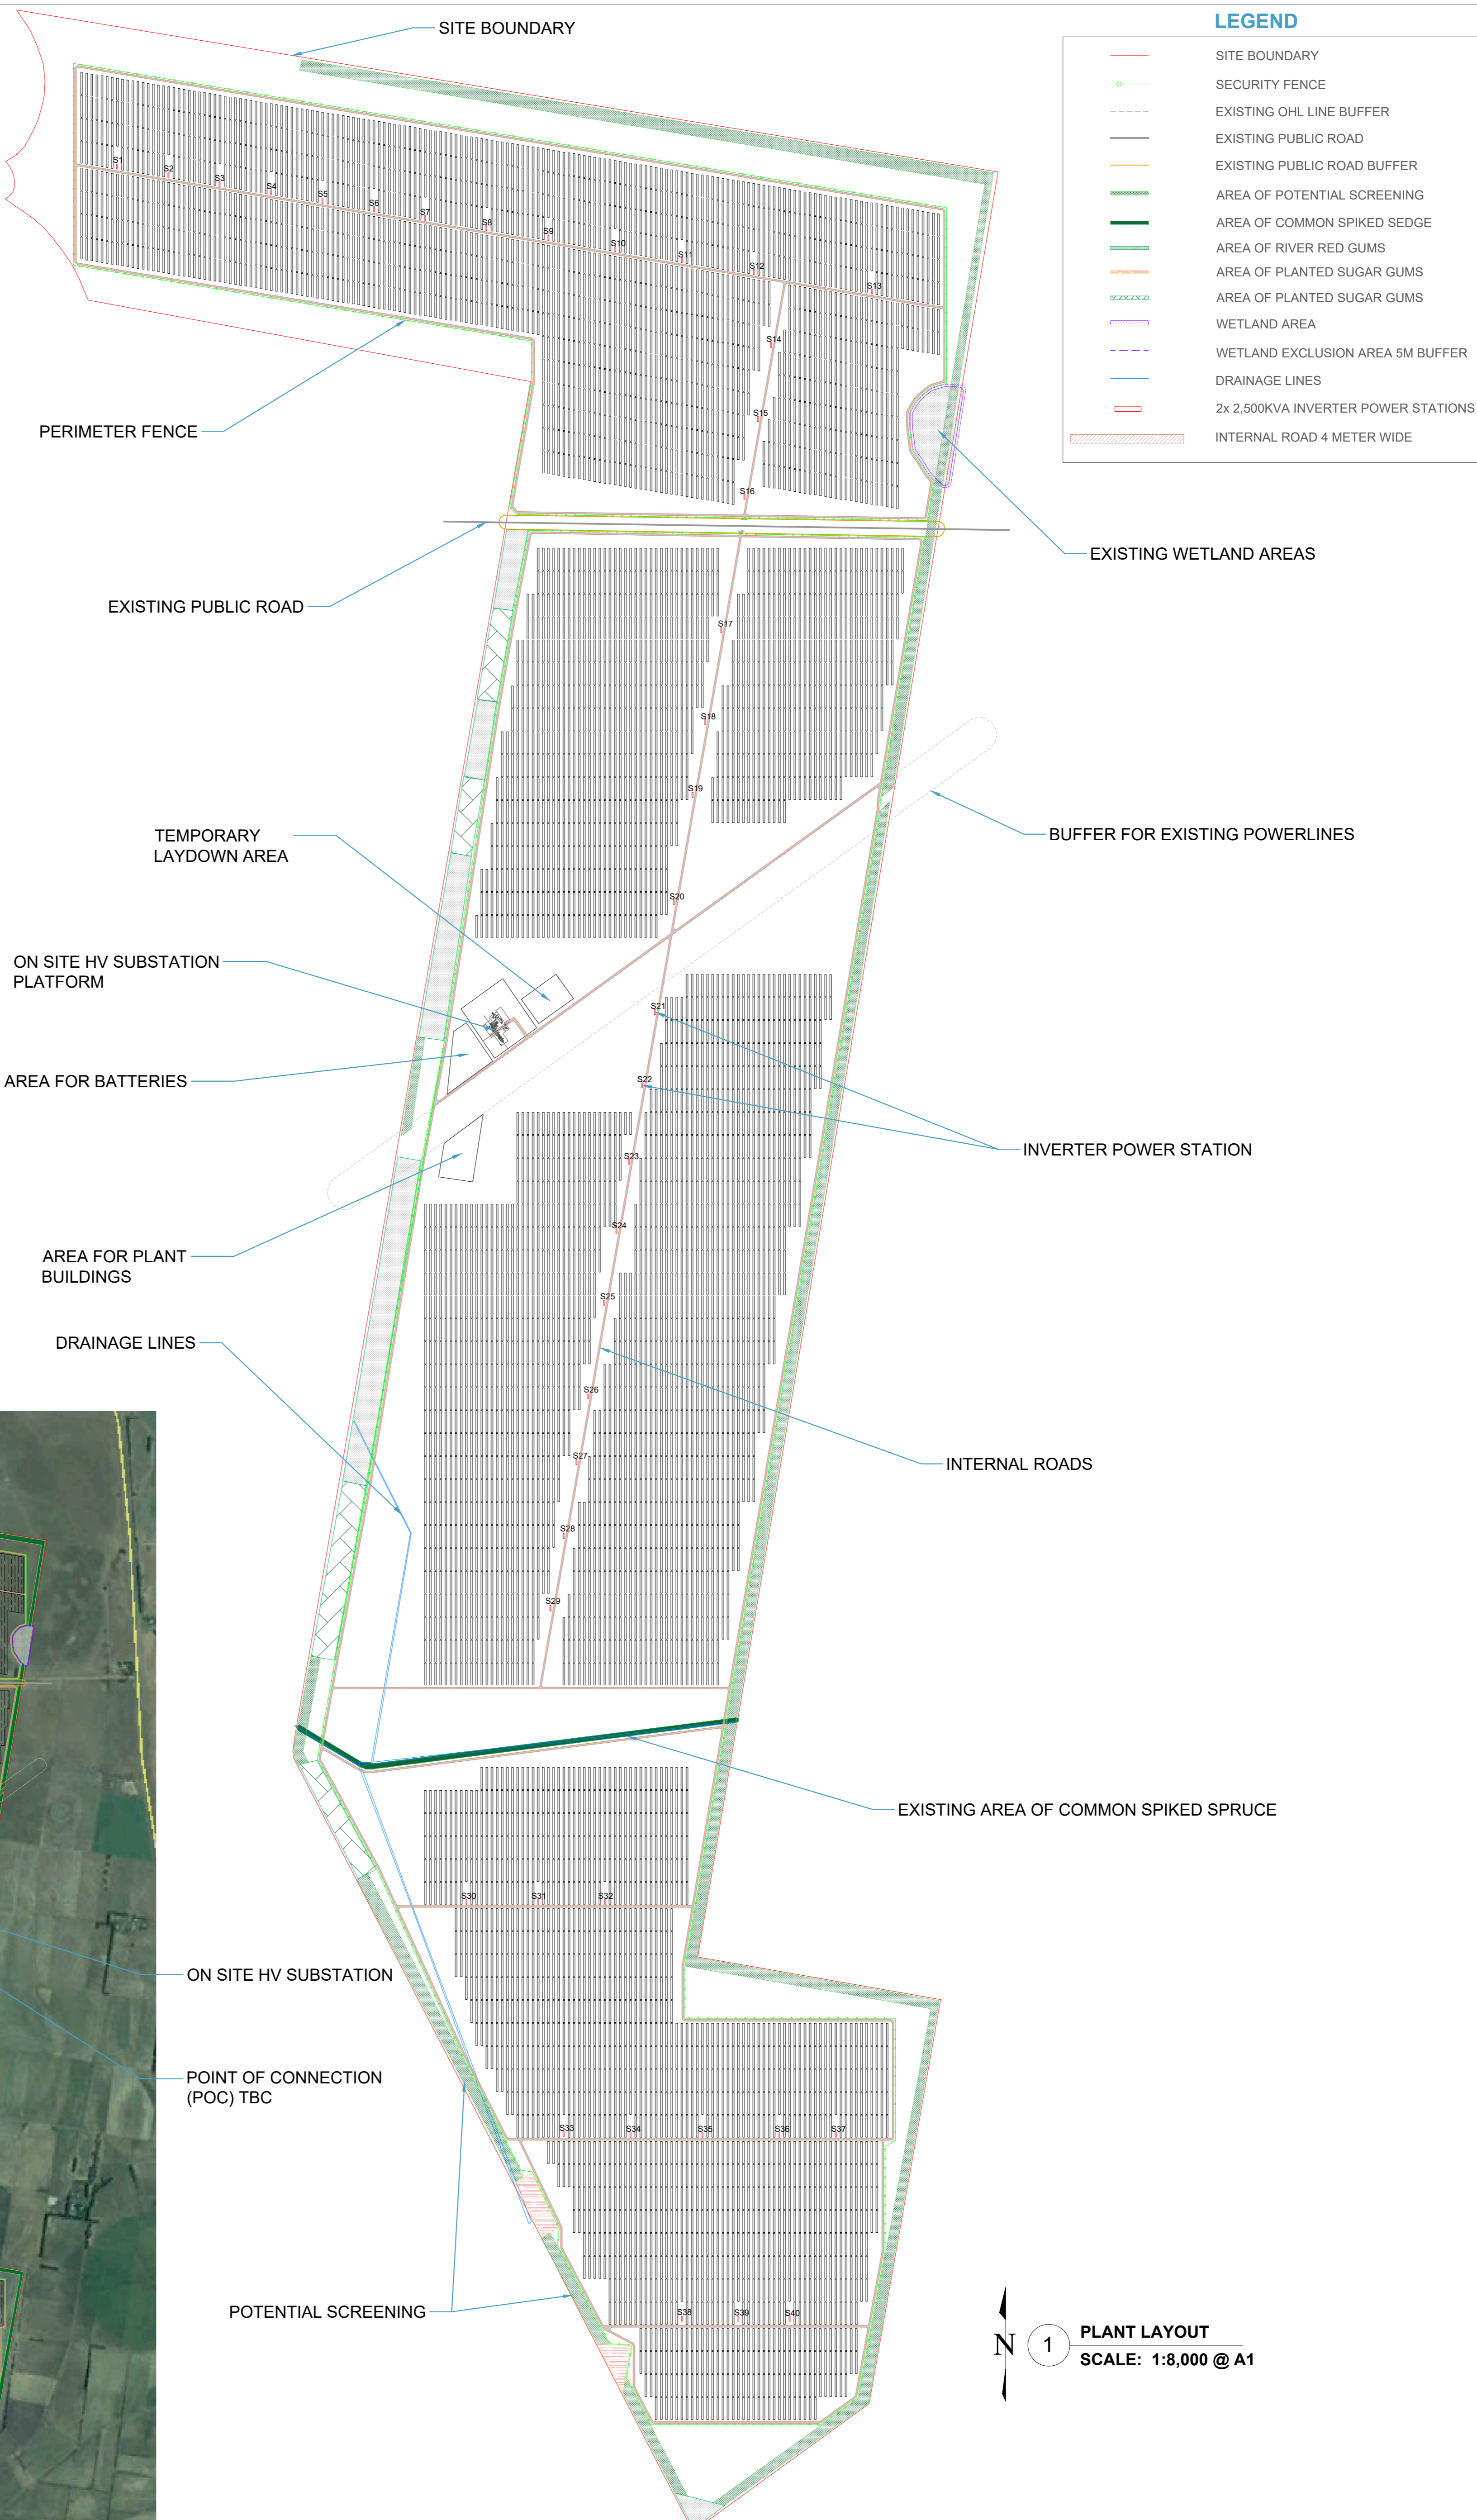 SITE BOUNDARY
LEGEND
SITE BOUNDARY
SECURITY FENCE
EXISTING OHL LINE BUFFER
EXISTING PUBLIC ROAD
EXISTING PUBLIC ROAD BUFFER
AREA OF POTENTIAL SCREENING
AREA OF COMMON SPIKED SEDGE
AREA OF RIVER RED GUMS
AREA OF PLANTED SUGAR GUMS
AREA OF PLANTED SUGAR GUMS
WETLAND AREA
WETLAND EXCLUSION AREA 5M BUFFER
DRAINAGE LINES
2x 2,500KVA INVERTER POWER STATIONS
INTERNAL ROAD 4 METER WIDE
S1
S2
S3
S4
S5
S6
S7
S8
S9
S10
S11
S12
S13
S14
S15
S16
PERIMETER FENCE
EXISTING WETLAND AREAS
EXISTING PUBLIC ROAD
S17
S18
S19
S20
TEMPORARY
LAYDOWN AREA
BUFFER FOR EXISTING POWERLINES
ON SITE HV SUBSTATION
PLATFORM
S21
S22
AREA FOR BATTERIES
INVERTER POWER STATION
S23
S24
AREA FOR PLANT
BUILDINGS
S25
DRAINAGE LINES
S26
S27
INTERNAL ROADS
S28
S29
EXISTING AREA OF COMMON SPIKED SPRUCE
S30
S31
S32
ON SITE HV SUBSTATION
POINT OF CONNECTION
(POC) TBC
S33
S34
S35
S36
S37
POTENTIAL SCREENING
S38
S39
S40
N
1
PLANT LAYOUT
SCALE: 1:8,000 @ A1